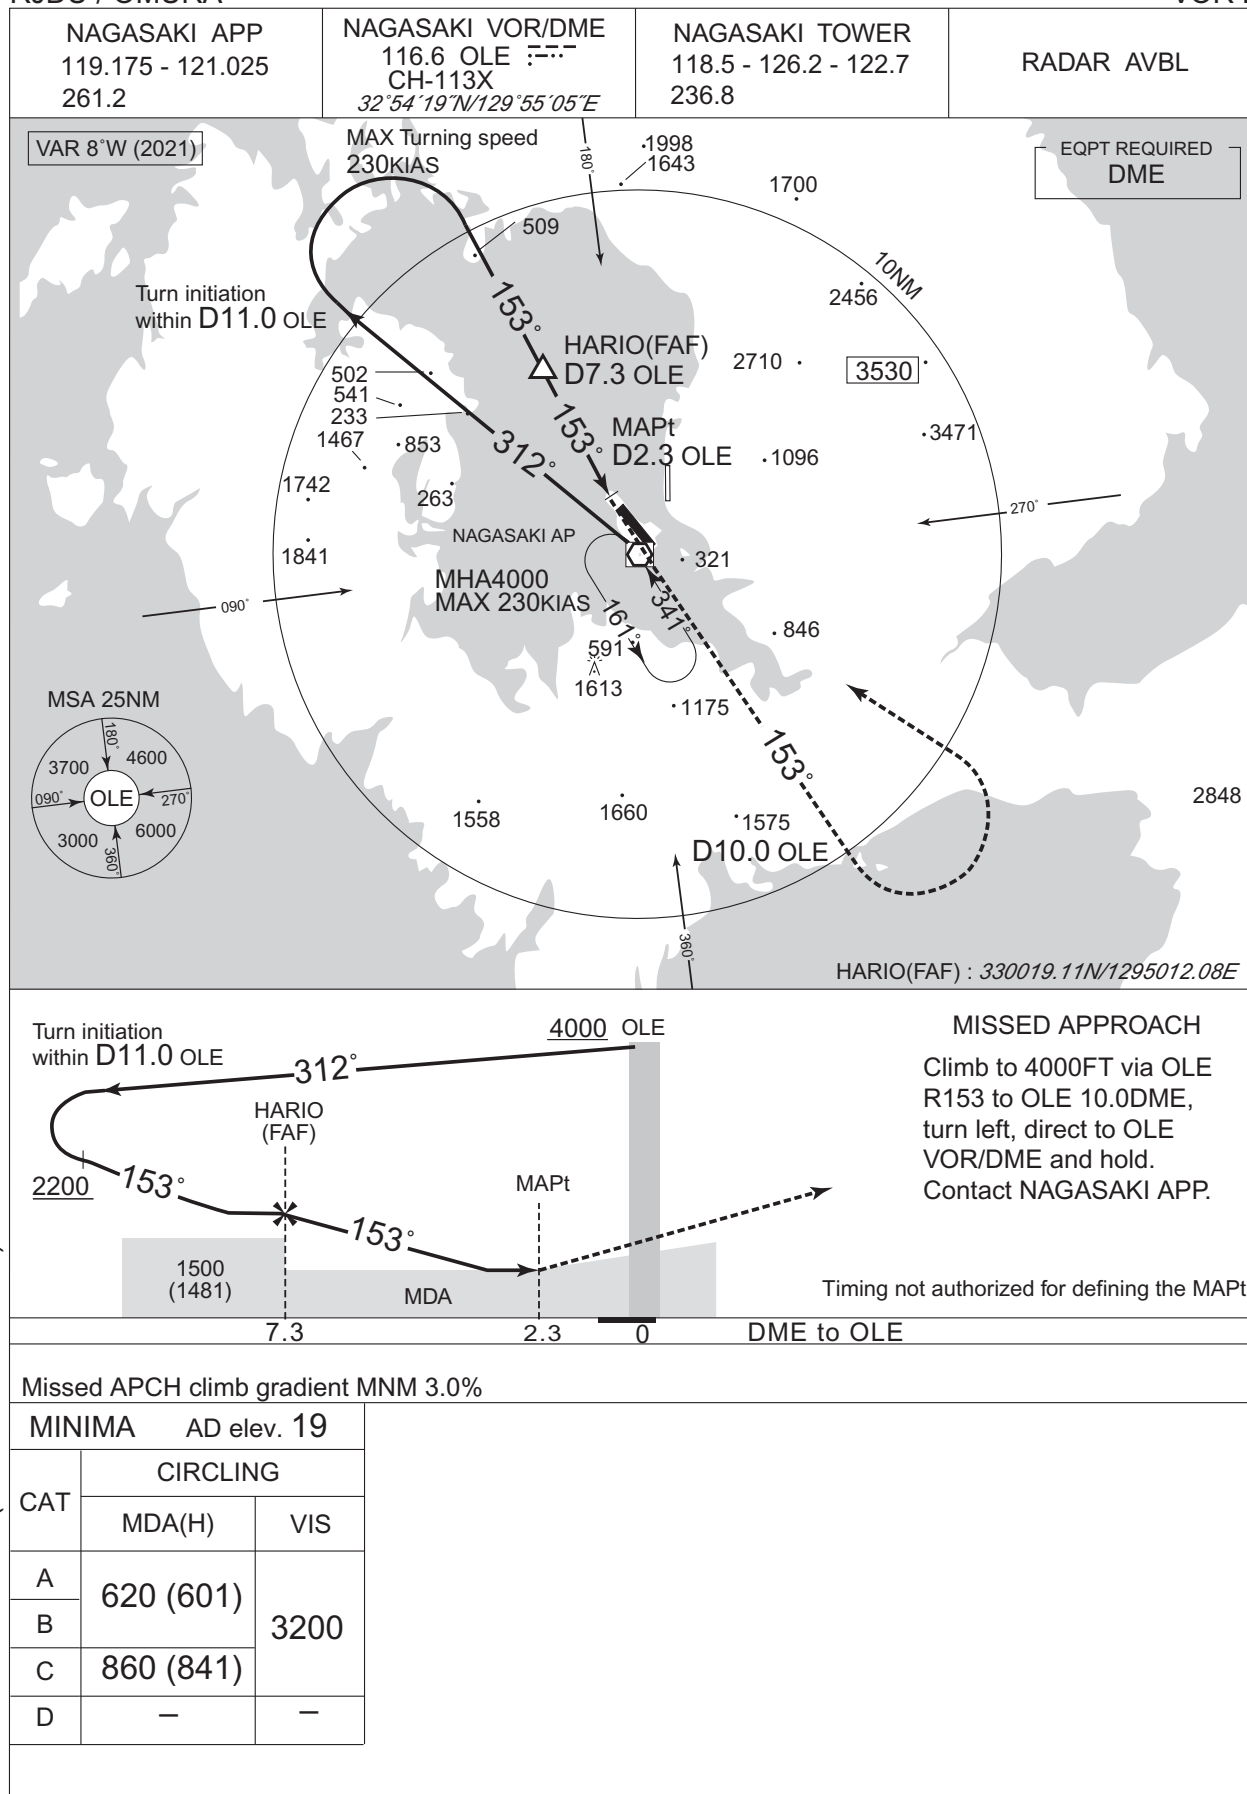 NAGASAKI APP
119.175 - 121.025
261.2
NAGASAKI VOR/DME
116.6 OLE
CH-113X
32°54´19˝N/129°55´05˝E
NAGASAKI TOWER
118.5 - 126.2 - 122.7
236.8
RADAR AVBL
VAR 8°W (2021)
MAX Turning speed
230KIAS
180°
1998
1643
1700
EQPT REQUIRED
DME
509
10NM
2456
Turn initiation
within D11.0 OLE
153°
HARIO(FAF)
D7.3 OLE
2710
3530
502
541
233
1467
853
153°
MAPt
D2.3 OLE
312°
3471
1096
1742
263
270°
NAGASAKI AP
1841
321
MHA4000
MAX 230KIAS
090°
161°
341°
846
591
1613
1175
MSA 25NM
180°
3700
4600
090°
OLE
270°
3000
6000
360°
153°
2848
1558
1660
1575
D10.0 OLE
360°
HARIO(FAF) : 330019.11N/1295012.08E
Turn initiation
within D11.0 OLE
4000 OLE
312°
HARIO
(FAF)
2200
153°
MAPt
153°
1500
(1481)
MDA
MISSED APPROACH
Climb to 4000FT via OLE
R153 to OLE 10.0DME,
turn left, direct to OLE
VOR/DME and hold.
Contact NAGASAKI APP.
Timing not authorized for defining the MAPt
7.3 2.3 0 DME to OLE
Missed APCH climb gradient MNM 3.0%
MINIMA AD elev. 19
CAT
CIRCLING
MDA(H) VIS
A
620 (601)
B
3200
C 860 (841)
D – –